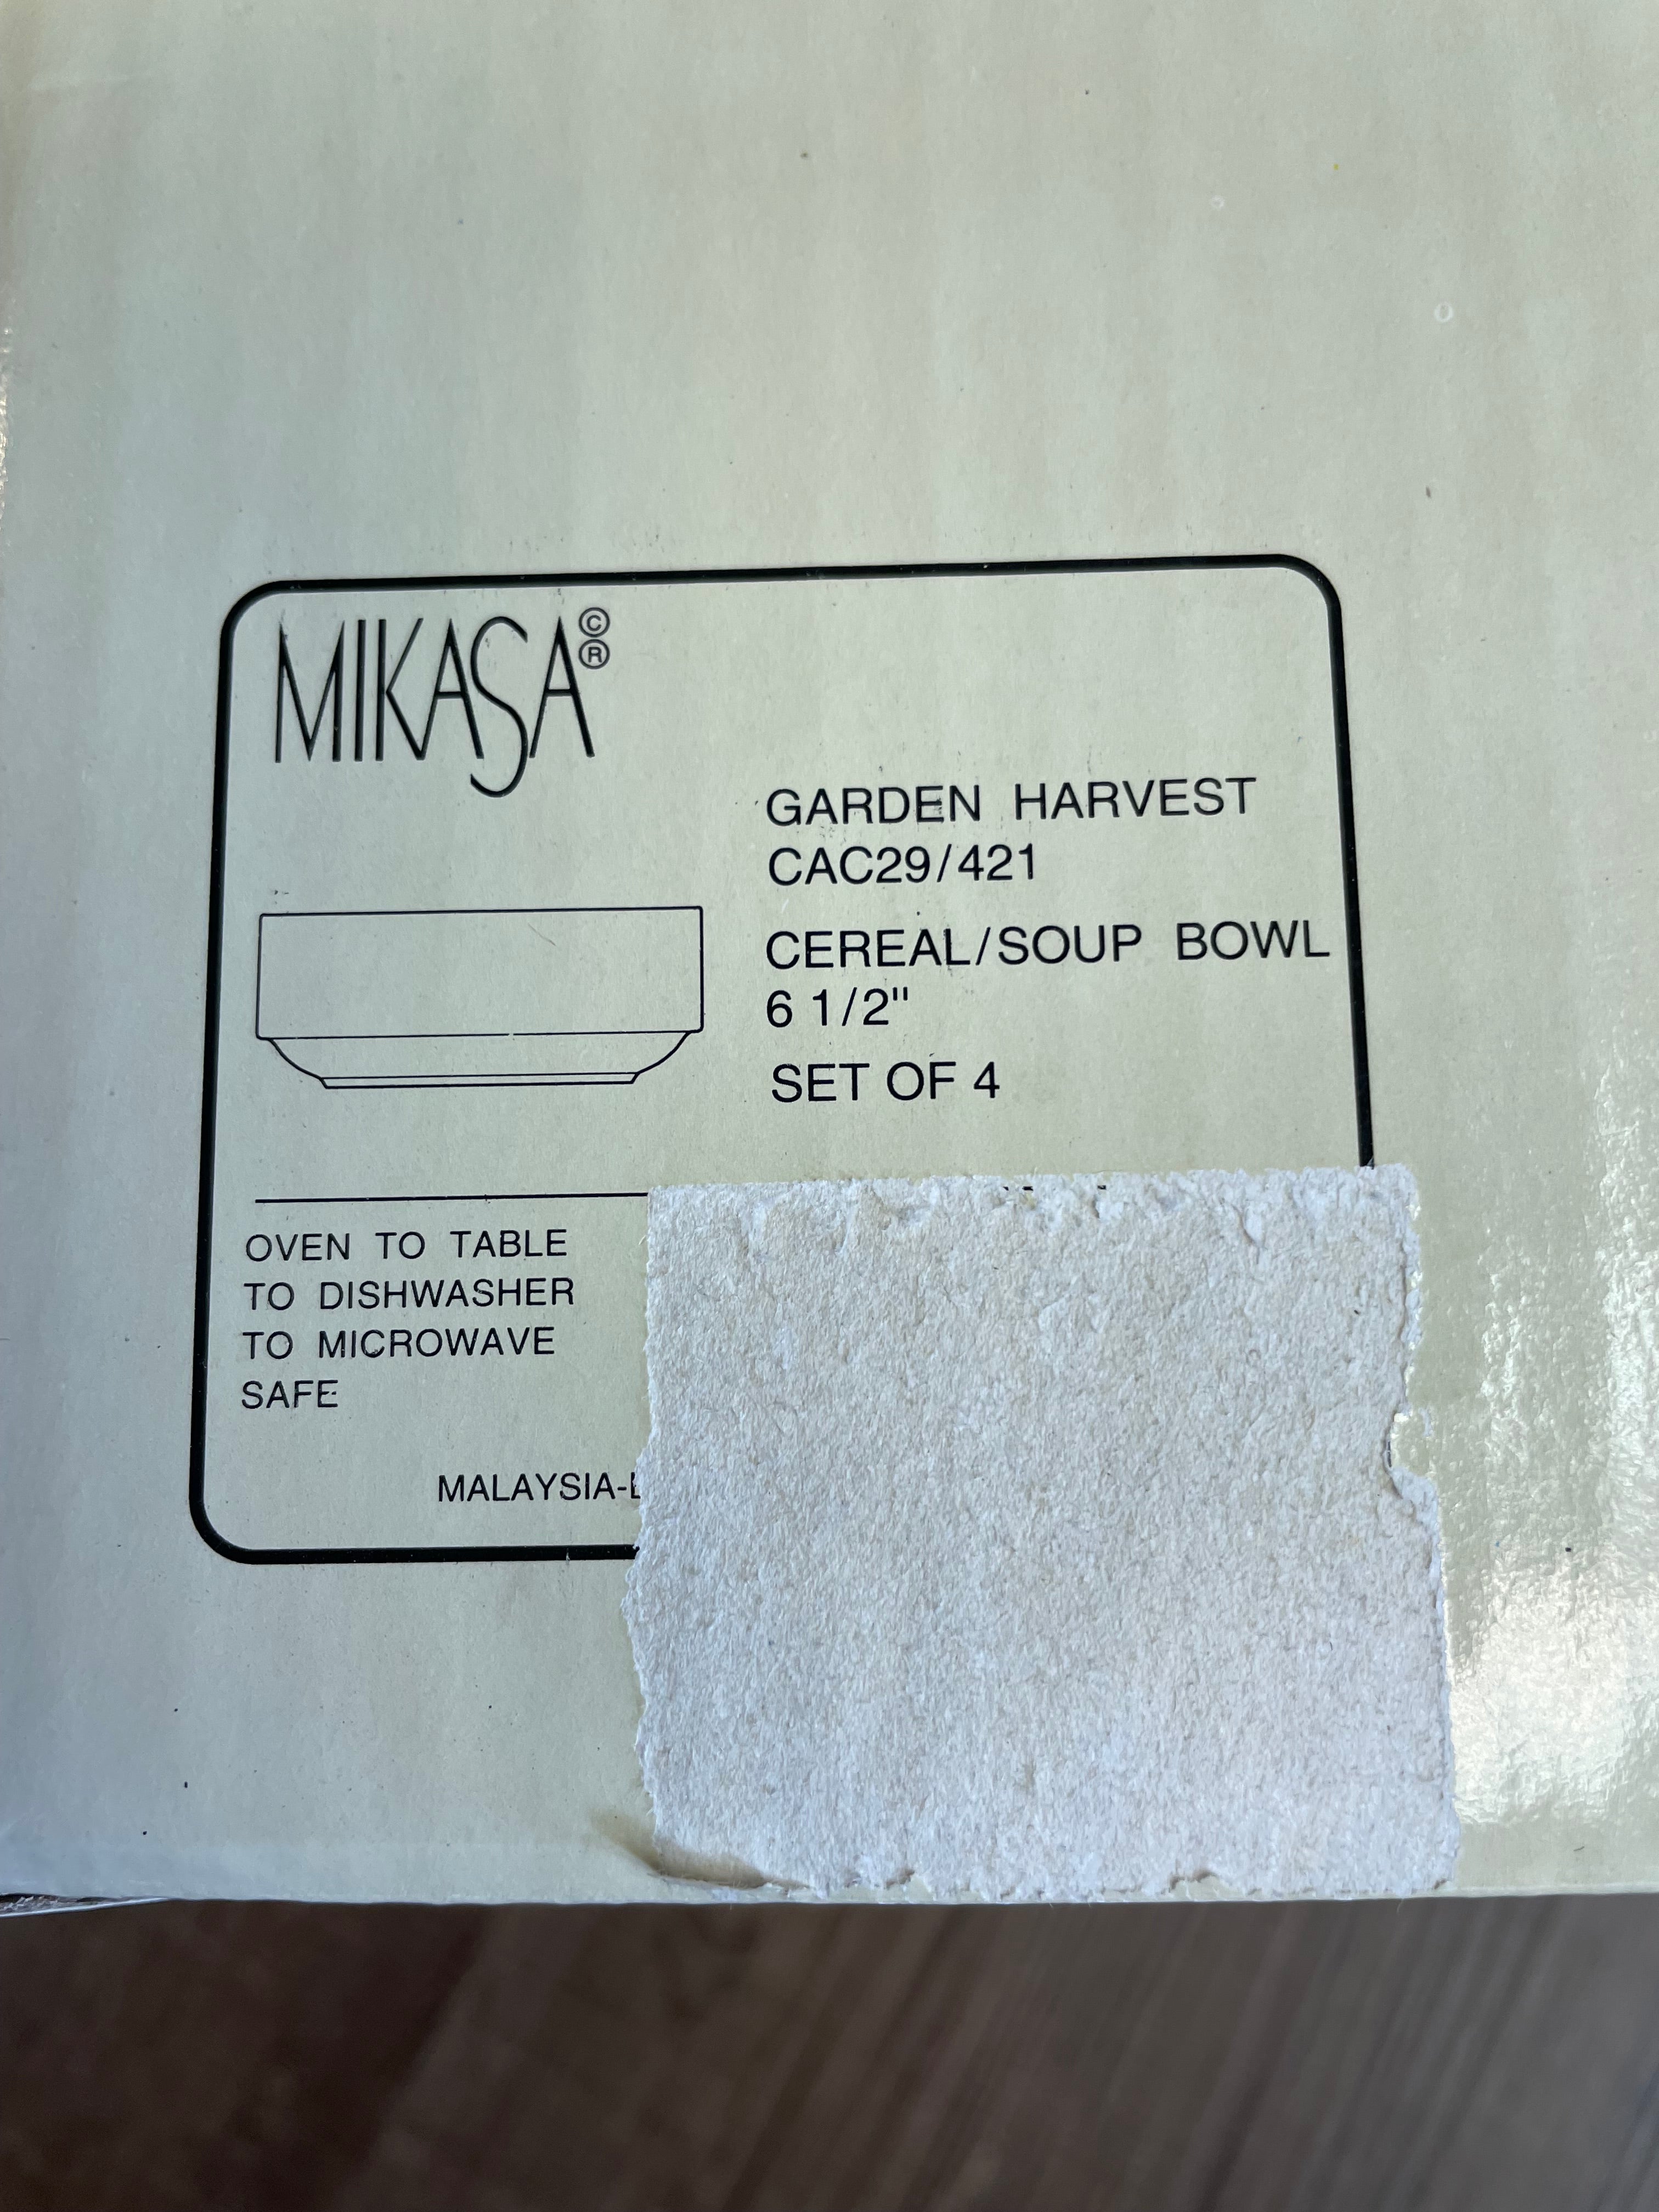 MIKASA©®
GARDEN HARVEST
CAC29/421
CEREAL/SOUP BOWL
6 1/2"
SET OF 4
OVEN TO TABLE
TO DISHWASHER
TO MICROWAVE
SAFE
MALAYSIA-